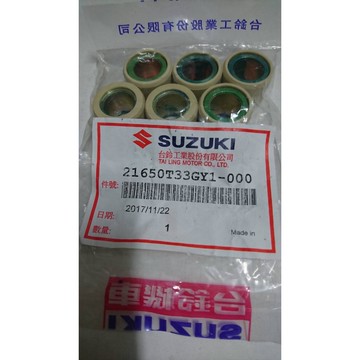 台鈴工業股份有限公司
SUZUKI
台鈴工業股份有限公司
TAI LING MOTOR CO., LTD.
件號:
21650T33GY1-000
日期:
2017/11/22
數量:
1
Made in
台鈴機車
SUZUKI